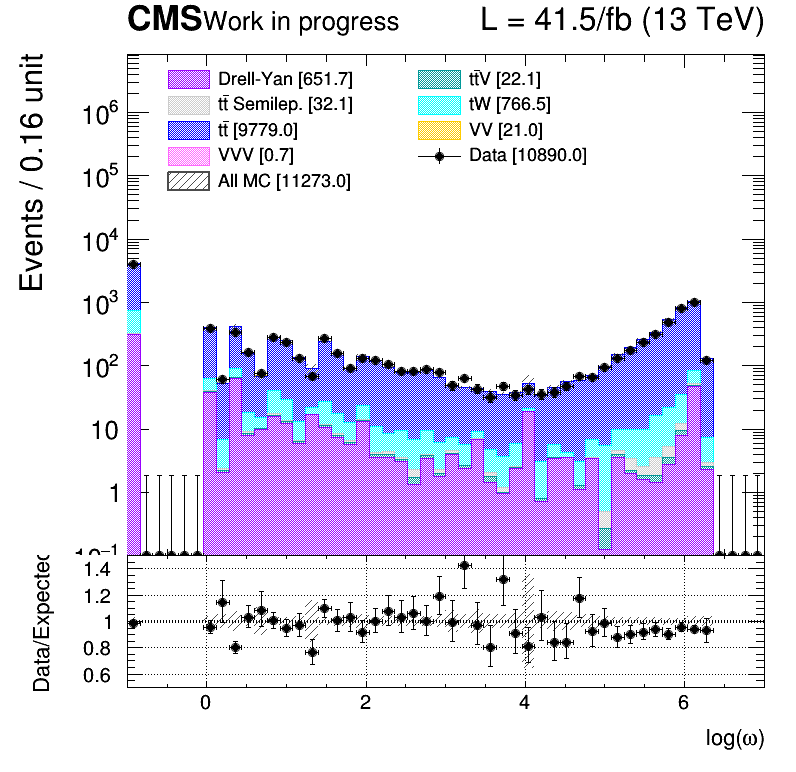 CMS Work in progress L = 41.5/fb (13 TeV)
Events / 0.16 unit
Drell-Yan [651.7]
tt̄V [22.1]
tt̄ Semilep. [32.1]
tW [766.5]
tt̄ [9779.0]
VV [21.0]
VVV [0.7]
Data [10890.0]
All MC [11273.0]
10⁶
10⁵
10⁴
10³
10²
10
1
10⁻¹
Data/Expected
1.4
1.2
1
0.8
0.6
0 2 4 6
log(ω)